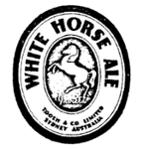 WHITE HORSE ALE
TOOTH & CO. LIMITED
SYDNEY AUSTRALIA